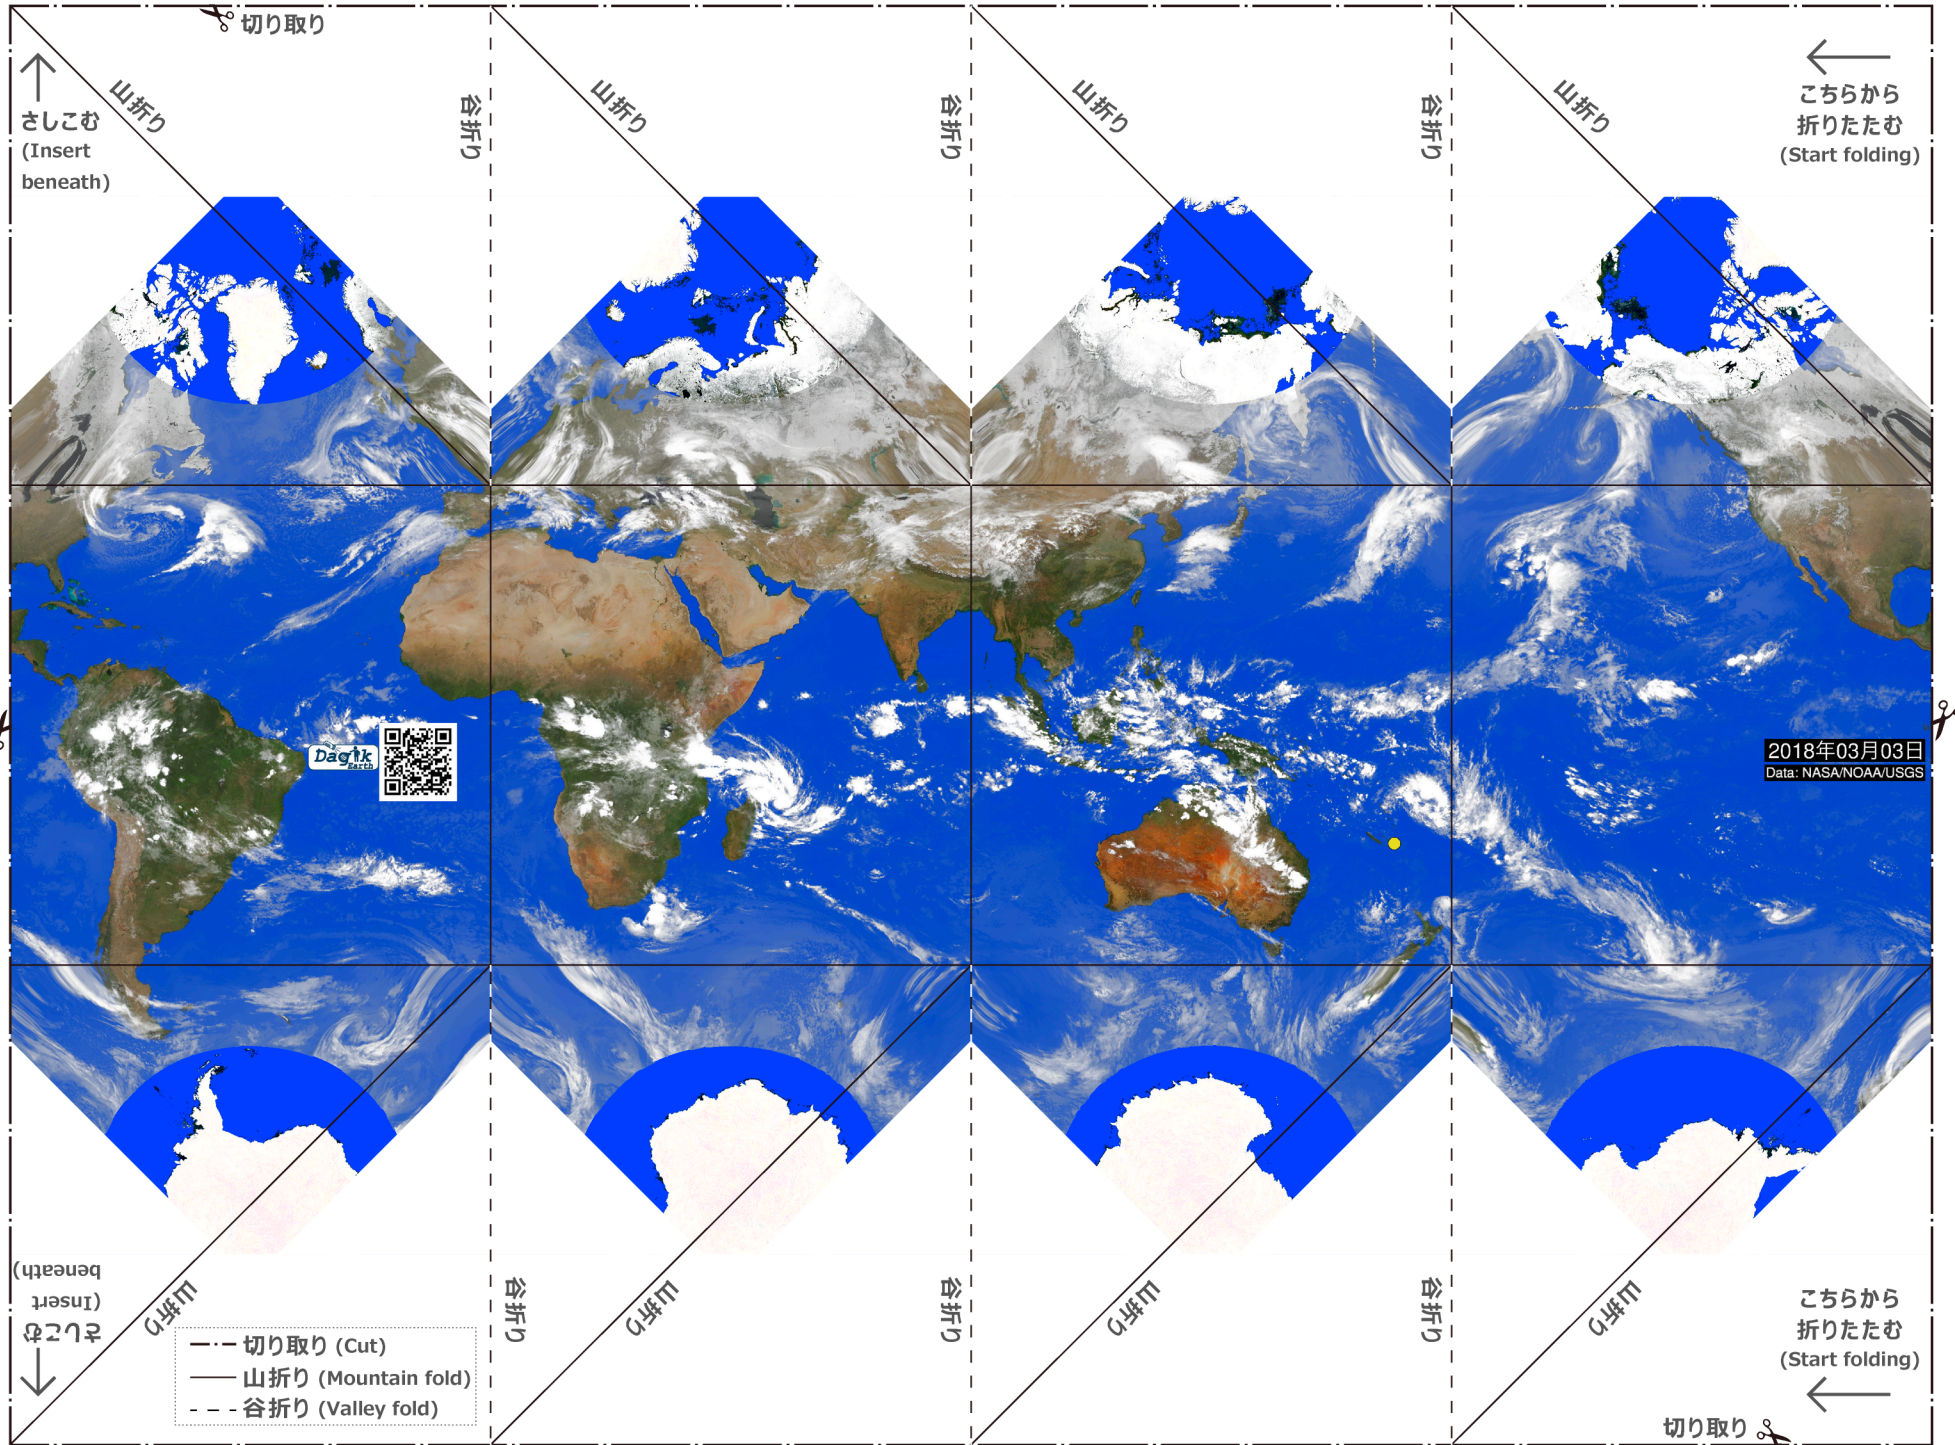 切り取り
さしこむ
(Insert
beneath)
山折り
谷折り
山折り
谷折り
山折り
谷折り
山折り
こちらから
折りたたむ
(Start folding)
Dagik
Earth
2018年03月03日
Data: NASA/NOAA/USGS
さしこむ
(Insert
beneath)
山折り
谷折り
山折り
谷折り
山折り
谷折り
山折り
こちらから
折りたたむ
(Start folding)
切り取り (Cut)
山折り (Mountain fold)
谷折り (Valley fold)
切り取り